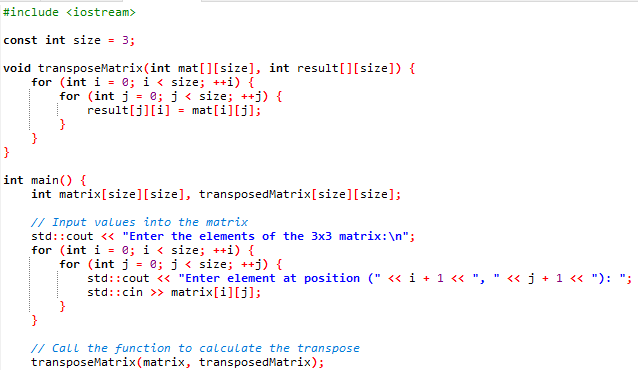 #include <iostream>
const int size = 3;
void transposeMatrix(int mat[][size], int result[][size]) {
for (int i = 0; i < size; ++i) {
for (int j = 0; j < size; ++j) {
result[j][i] = mat[i][j];
}
}
}
int main() {
int matrix[size][size], transposedMatrix[size][size];
// Input values into the matrix
std::cout << "Enter the elements of the 3x3 matrix:\n";
for (int i = 0; i < size; ++i) {
for (int j = 0; j < size; ++j) {
std::cout << "Enter element at position (" << i + 1 << ", " << j + 1 << "): ";
std::cin >> matrix[i][j];
}
}
// Call the function to calculate the transpose
transposeMatrix(matrix, transposedMatrix);